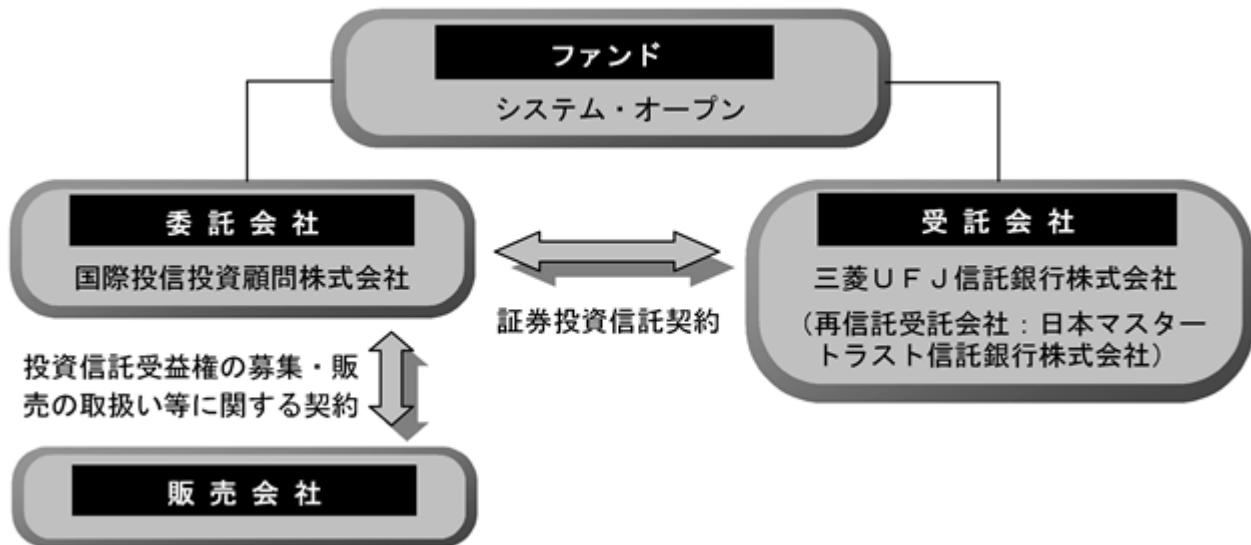 ファンド
システム・オープン
委託会社
国際投信投資顧問株式会社
受託会社
三菱UFJ信託銀行株式会社
(再信託受託会社：日本マスター
トラスト信託銀行株式会社)
証券投資信託契約
投資信託受益権の募集・販
売の取扱い等に関する契約
販売会社